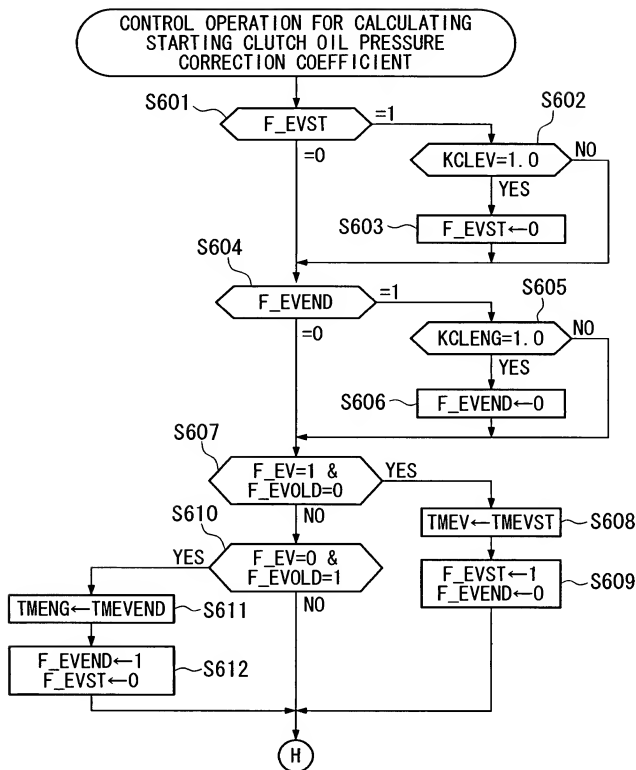 CONTROL OPERATION FOR CALCULATING
STARTING CLUTCH OIL PRESSURE
CORRECTION COEFFICIENT
S601
F_EVST
=1
=0
S602
KCLEV=1.0
NO
YES
S603
F_EVST←0
S604
F_EVEND
=1
=0
S605
KCLENG=1.0
NO
YES
S606
F_EVEND←0
S607
F_EV=1 &
F_EVOLD=0
YES
NO
TMEV←TMEVST
S608
S610
F_EV=0 &
F_EVOLD=1
YES
NO
F_EVST←1
F_EVEND←0
S609
TMENG←TMEVEND
S611
F_EVEND←1
F_EVST←0
S612
H